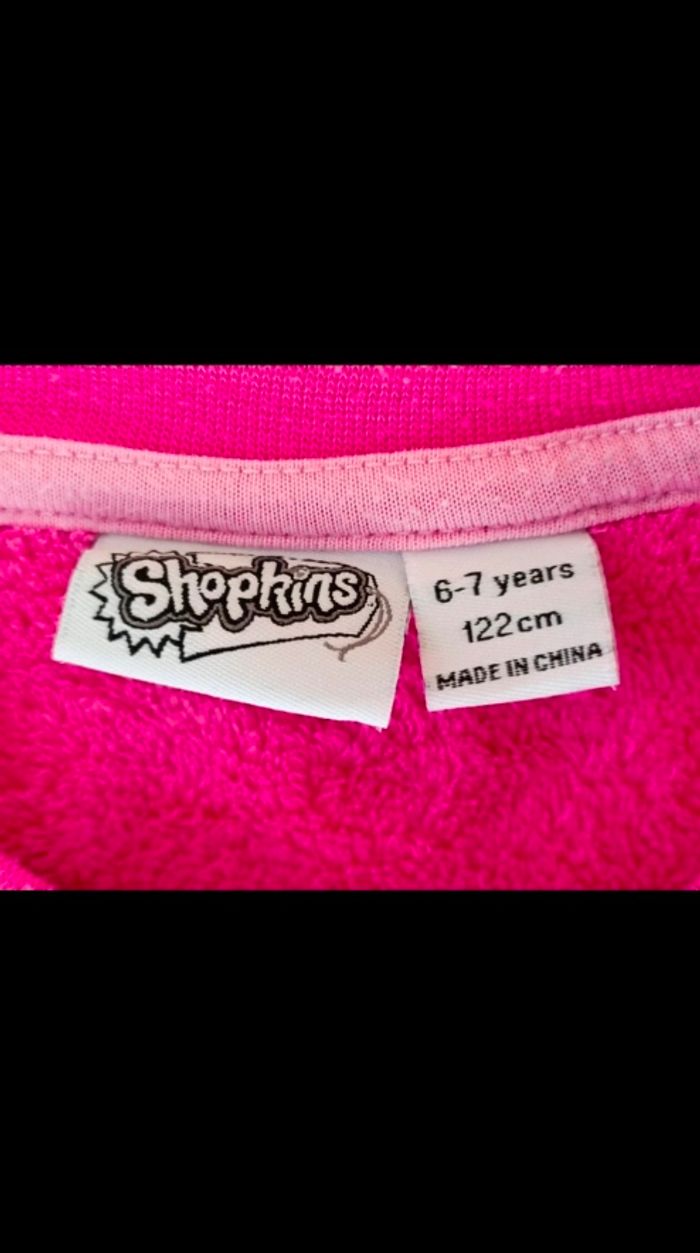 Shopkins
6-7 years
122cm
MADE IN CHINA